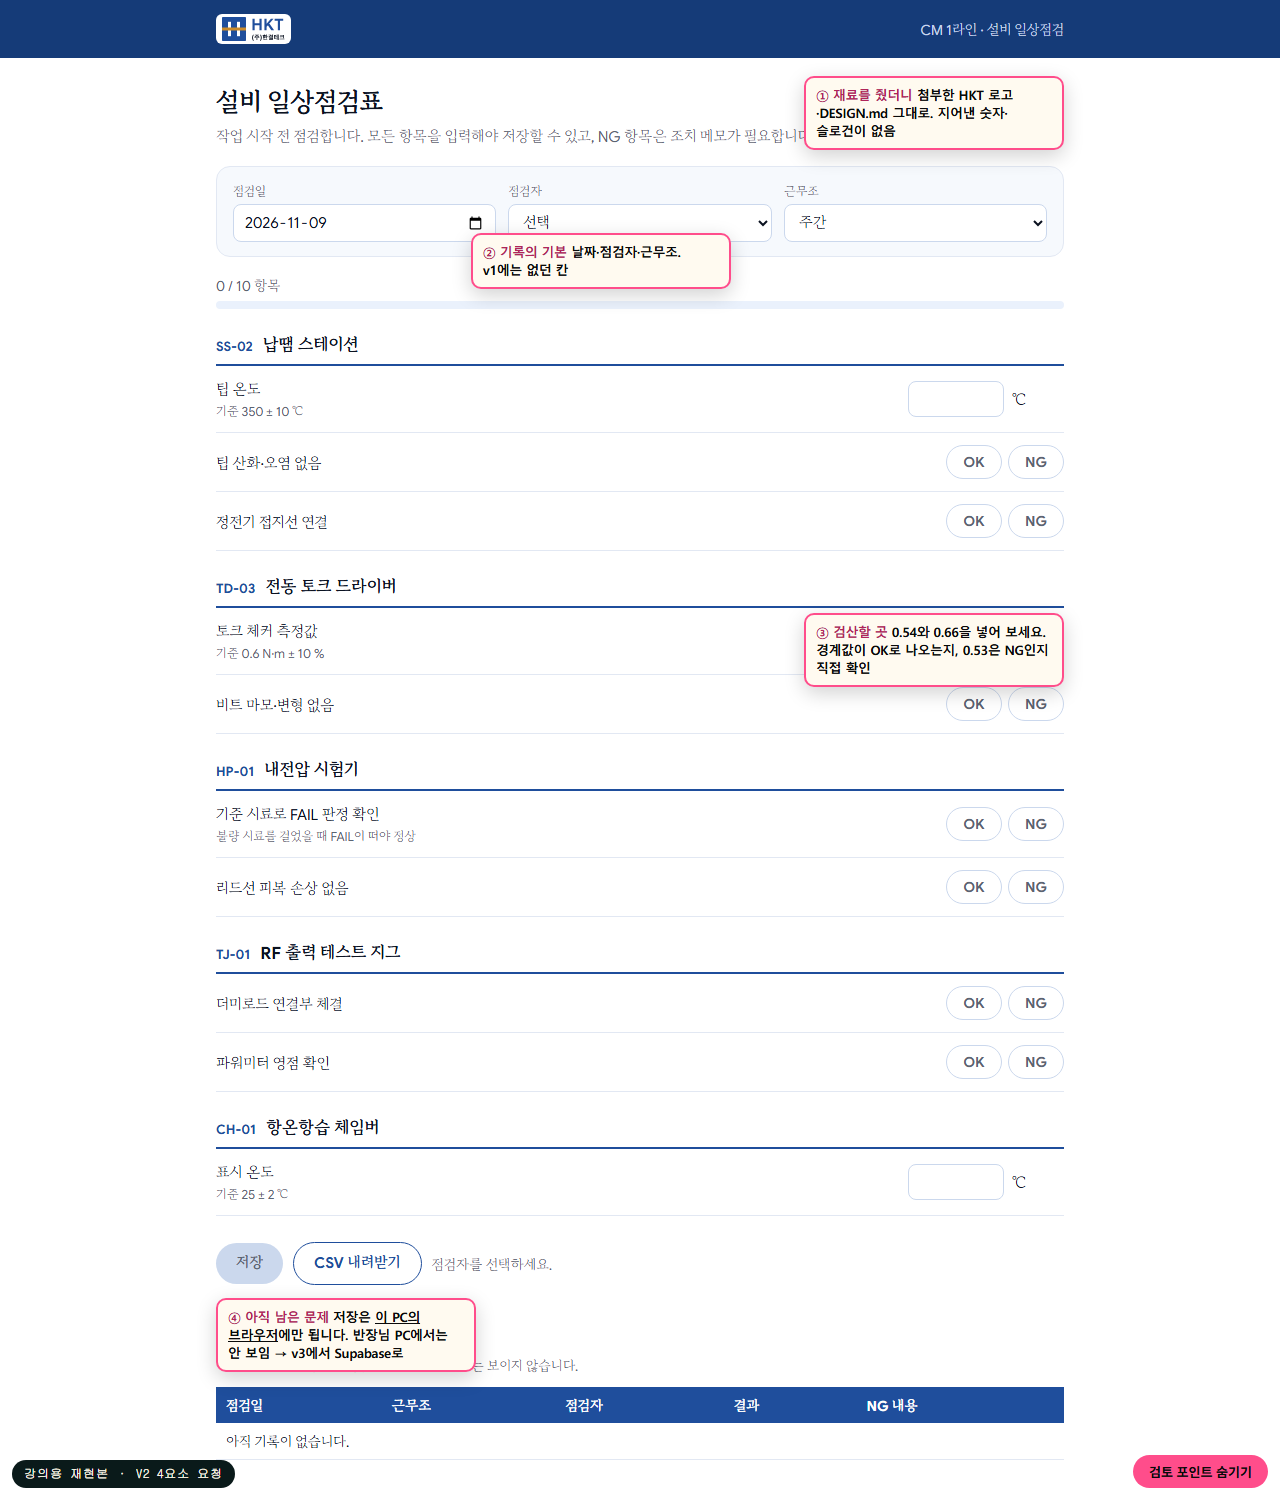 HKT
(주)한결테크
CM 1라인 · 설비 일상점검
설비 일상점검표
작업 시작 전 점검합니다. 모든 항목을 입력해야 저장할 수 있고, NG 항목은 조치 메모가 필요합니다
① 재료를 줬더니 첨부한 HKT 로고
·DESIGN.md 그대로. 지어낸 숫자·
슬로건이 없음
점검일
점검자
근무조
2026-11-09
선택
주간
② 기록의 기본 날짜·점검자·근무조.
v1에는 없던 칸
0 / 10 항목
SS-02 납땜 스테이션
팁 온도
기준 350 ± 10 ℃
℃
팁 산화·오염 없음
OK NG
정전기 접지선 연결
OK NG
TD-03 전동 토크 드라이버
토크 체커 측정값
기준 0.6 N·m ± 10 %
③ 검산할 곳 0.54와 0.66을 넣어 보세요.
경계값이 OK로 나오는지, 0.53은 NG인지
직접 확인
비트 마모·변형 없음
OK NG
HP-01 내전압 시험기
기준 시료로 FAIL 판정 확인
불량 시료를 걸었을 때 FAIL이 떠야 정상
OK NG
리드선 피복 손상 없음
OK NG
TJ-01 RF 출력 테스트 지그
더미로드 연결부 체결
OK NG
파워미터 영점 확인
OK NG
CH-01 항온항습 체임버
표시 온도
기준 25 ± 2 ℃
℃
저장 CSV 내려받기 점검자를 선택하세요.
④ 아직 남은 문제 저장은 이 PC의
브라우저에만 됩니다. 반장님 PC에서는
안 보임 → v3에서 Supabase로
는 보이지 않습니다.
점검일 근무조 점검자 결과 NG 내용
아직 기록이 없습니다.
강의용 재현본 · V2 4요소 요청
검토 포인트 숨기기